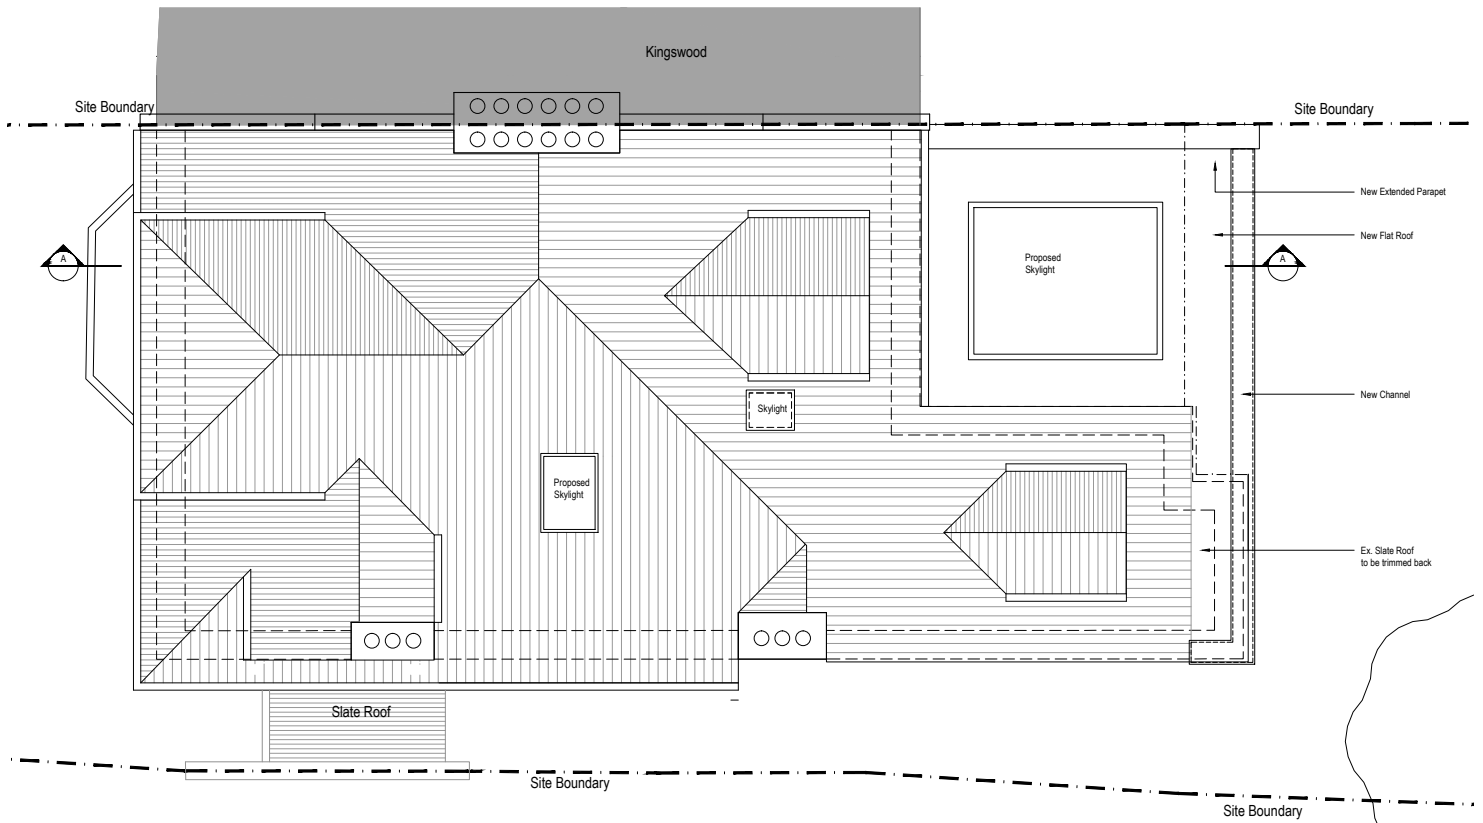 Kingswood
Site Boundary
Site Boundary
New Extended Parapet
New Flat Roof
A
Proposed
Skylight
A
New Channel
Skylight
Proposed
Skylight
Ex. Slate Roof
to be trimmed back
Slate Roof
Site Boundary
Site Boundary